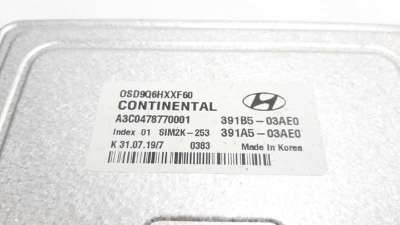 OSD9Q6HXXF60
CONTINENTAL
A3C0478770001 391B5-03AE0
Index 01 SIM2K-253 391A5-03AE0
K 31.07.19/7 0383 Made in Korea